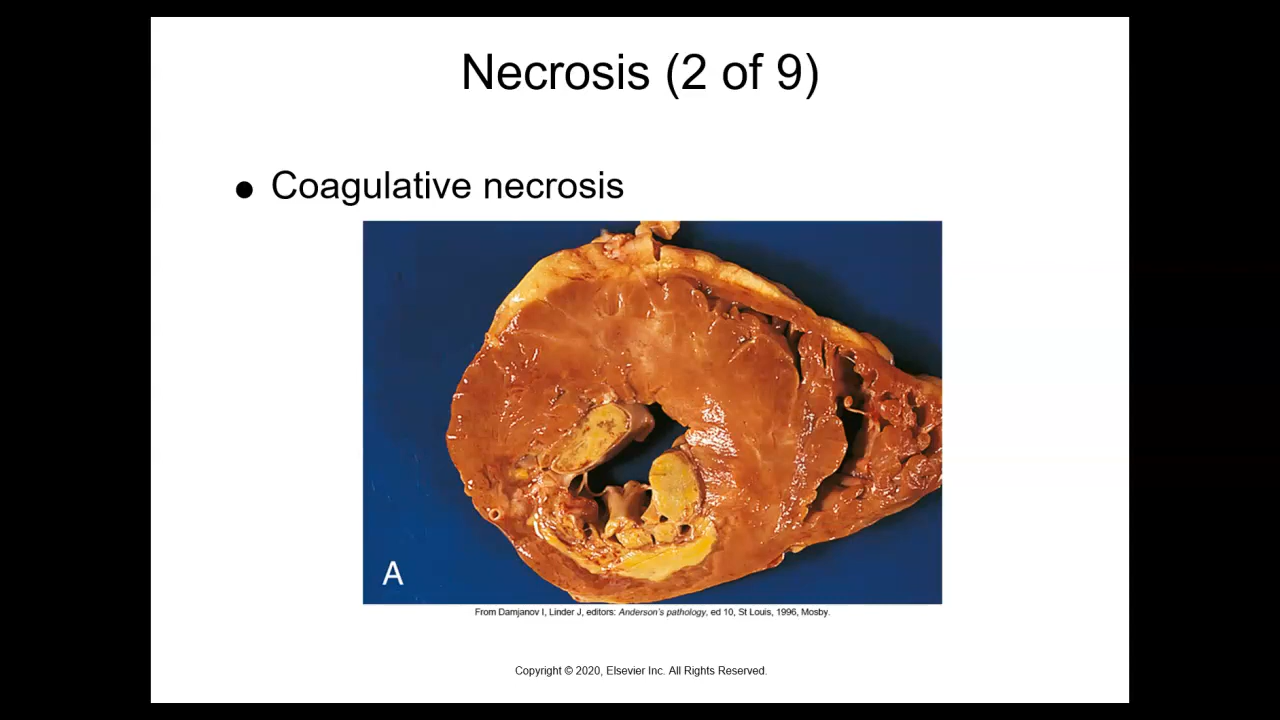 Necrosis (2 of 9)
● Coagulative necrosis
A
From Damjanov I, Linder J, editors: Anderson's pathology, ed 10, St Louis, 1996, Mosby.
Copyright © 2020, Elsevier Inc. All Rights Reserved.